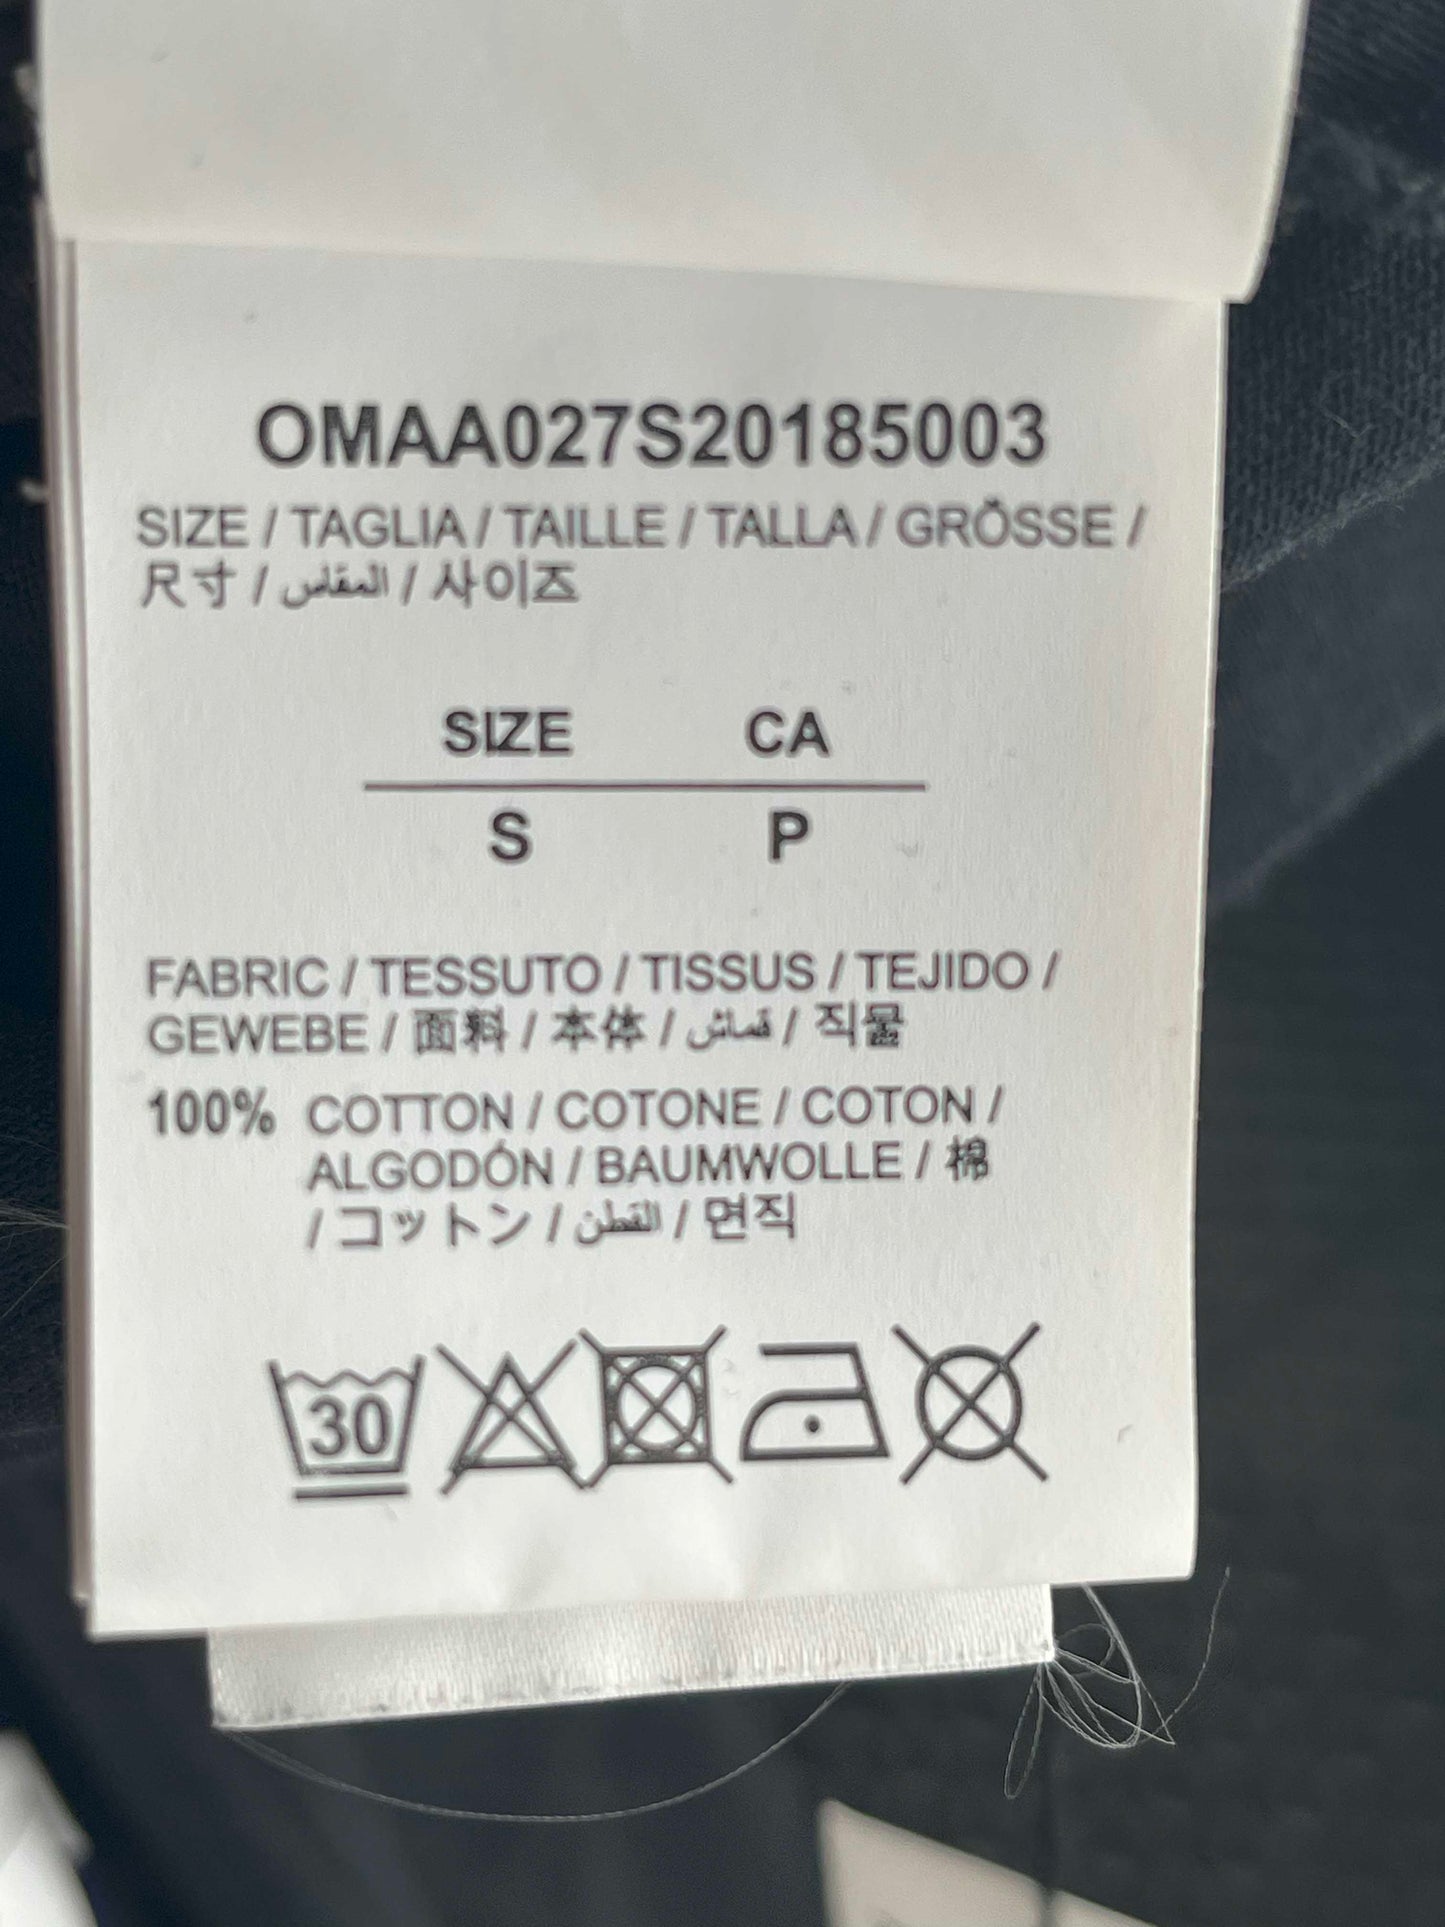 OMAA027S20185003
SIZE / TAGLIA / TAILLE / TALLA / GRÖSSE /
尺寸 / المقاس / 사이즈
SIZE CA
S P
FABRIC / TESSUTO / TISSUS / TEJIDO /
GEWEBE / 面料 / 本体 / قماش / 직물
100% COTTON / COTONE / COTON /
ALGODÓN / BAUMWOLLE / 棉
/ コットン / القطن / 면직
30